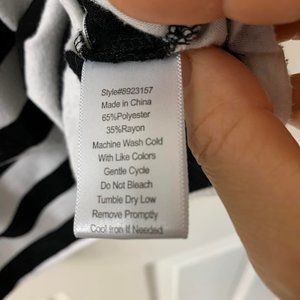 Style#8923157
Made in China
65%Polyester
35%Rayon
Machine Wash Cold
With Like Colors
Gentle Cycle
Do Not Bleach
Tumble Dry Low
Remove Promptly
Cool Iron If Needed